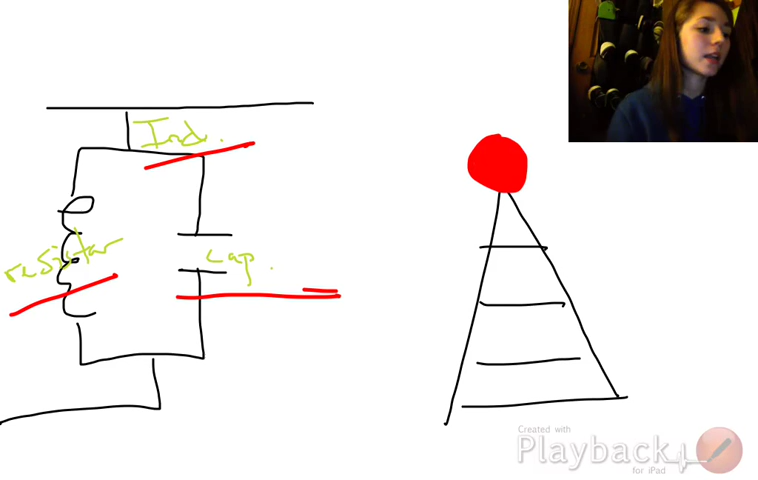 Ind.
resistor
cap.
Created with
Playback
for iPad